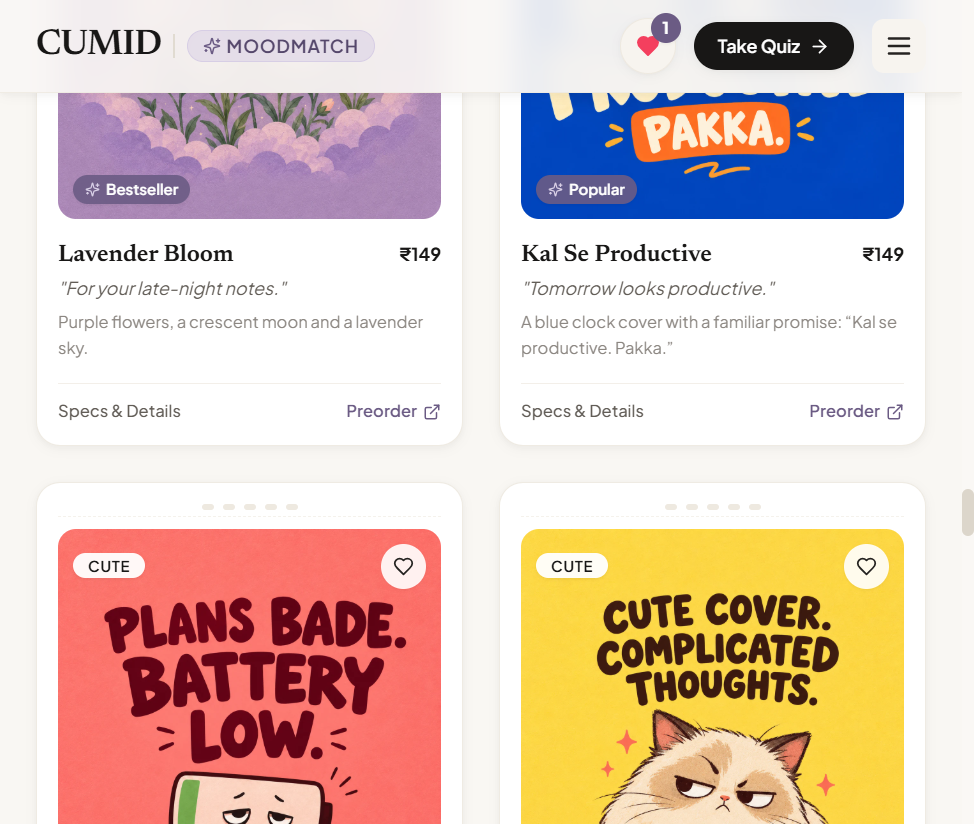 CUMID
MOODMATCH
1
Take Quiz
PAKKA.
Bestseller
Popular
Lavender Bloom
₹149
"For your late-night notes."
Purple flowers, a crescent moon and a lavender
sky.
Specs & Details
Preorder
Kal Se Productive
₹149
"Tomorrow looks productive."
A blue clock cover with a familiar promise: “Kal se
productive. Pakka.”
Specs & Details
Preorder
CUTE
PLANS BADE.
BATTERY
LOW.
CUTE
CUTE COVER.
COMPLICATED
THOUGHTS.